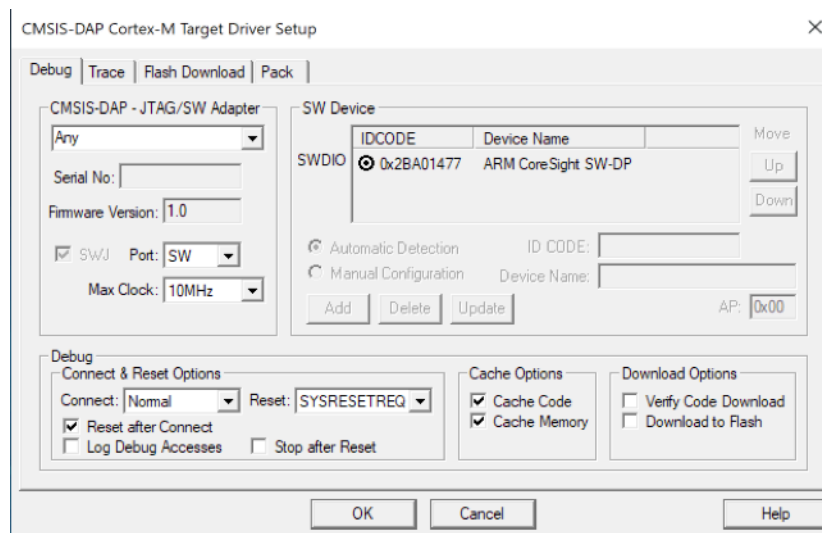 CMSIS-DAP Cortex-M Target Driver Setup
Debug Trace Flash Download Pack
CMSIS-DAP - JTAG/SW Adapter
Any
Serial No:
Firmware Version: 1.0
SWJ Port: SW
Max Clock: 10MHz
SW Device
IDCODE Device Name
SWDIO 0x2BA01477 ARM CoreSight SW-DP
Move
Up
Down
Automatic Detection ID CODE:
Manual Configuration Device Name:
Add Delete Update AP: 0x00
Debug
Connect & Reset Options
Connect: Normal Reset: SYSRESETREQ
Reset after Connect
Log Debug Accesses Stop after Reset
Cache Options
Cache Code
Cache Memory
Download Options
Verify Code Download
Download to Flash
OK Cancel Help